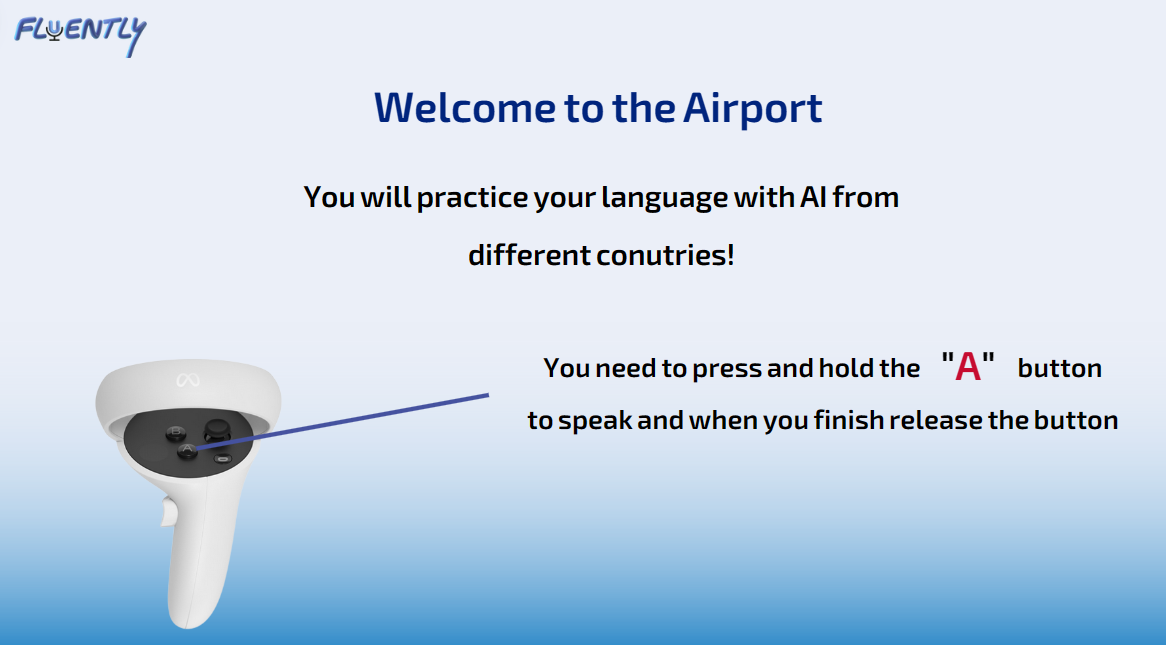 FLUENTLY
Welcome to the Airport
You will practice your language with AI from
different conutries!
You need to press and hold the "A" button
to speak and when you finish release the button
B
A